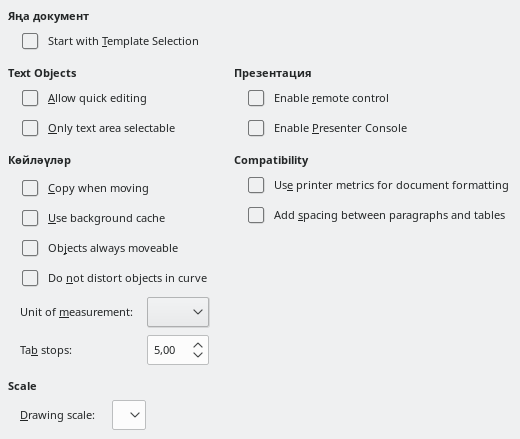 Яңа документ
Start with Template Selection
Text Objects
Allow quick editing
Only text area selectable
Презентация
Enable remote control
Enable Presenter Console
Көйләүләр
Copy when moving
Use background cache
Objects always moveable
Do not distort objects in curve
Unit of measurement:
Tab stops:
5,00
Compatibility
Use printer metrics for document formatting
Add spacing between paragraphs and tables
Scale
Drawing scale: